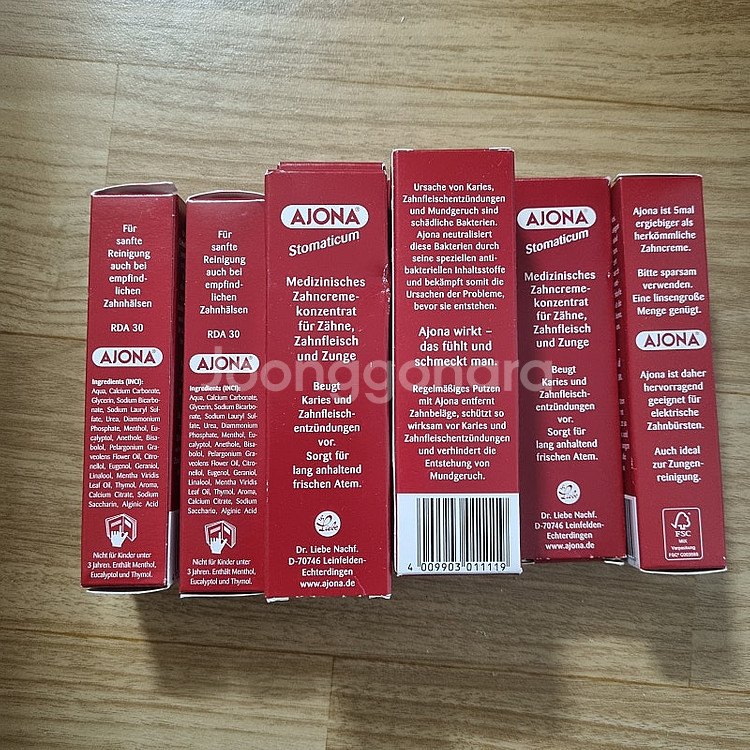 Für
sanfte
Reinigung
auch bei
empfind-
lichen
Zahnhälsen
RDA 30
AJONA®
Ingredients (INCI):
Aqua, Calcium Carbonate,
Glycerin, Sodium Bicarbo-
nate, Sodium Lauryl Sul-
fate, Urea, Diammonium
Phosphate, Menthol, Eu-
calyptol, Anethole, Bisa-
bolol, Pelargonium Gra-
veolens Flower Oil, Citro-
nellol, Eugenol, Geraniol,
Linalool, Mentha Viridis
Leaf Oil, Thymol, Aroma,
Calcium Citrate, Sodium
Saccharin, Alginic Acid
Nicht für Kinder unter
3 Jahren. Enthält Menthol,
Eucalyptol und Thymol.
Für
sanfte
Reinigung
auch bei
empfind-
lichen
Zahnhälsen
RDA 30
AJONA®
Ingredients (INCI):
Aqua, Calcium Carbonate,
Glycerin, Sodium Bicarbo-
nate, Sodium Lauryl Sul-
fate, Urea, Diammonium
Phosphate, Menthol, Eu-
calyptol, Anethole, Bisa-
bolol, Pelargonium Gra-
veolens Flower Oil, Citro-
nellol, Eugenol, Geraniol,
Linalool, Mentha Viridis
Leaf Oil, Thymol, Aroma,
Calcium Citrate, Sodium
Saccharin, Alginic Acid
Nicht für Kinder unter
3 Jahren. Enthält Menthol,
Eucalyptol und Thymol.
AJONA®
Stomaticum
Medizinisches
Zahncreme-
konzentrat
für Zähne,
Zahnfleisch
und Zunge
Beugt
Karies und
Zahnfleisch-
entzündungen
vor.
Sorgt für
lang anhaltend
frischen Atem.
Dr. Liebe Nachf.
D-70746 Leinfelden-
Echterdingen
www.ajona.de
Ursache von Karies,
Zahnfleischentzündungen
und Mundgeruch sind
schädliche Bakterien.
Ajona neutralisiert
diese Bakterien durch
seine speziellen anti-
bakteriellen Inhaltsstoffe
und bekämpft somit die
Ursachen der Probleme,
bevor sie entstehen.
Ajona wirkt –
das fühlt und
schmeckt man.
Regelmäßiges Putzen
mit Ajona entfernt
Zahnbeläge, schützt so
wirksam vor Karies und
Zahnfleischentzündungen
und verhindert die
Entstehung von
Mundgeruch.
4 009903 011119
AJONA®
Stomaticum
Medizinisches
Zahncreme-
konzentrat
für Zähne,
Zahnfleisch
und Zunge
Beugt
Karies und
Zahnfleisch-
entzündungen
vor.
Sorgt für
lang anhaltend
frischen Atem.
Liebe
Dr. Liebe Nachf.
D-70746 Leinfelden-
Echterdingen
www.ajona.de
Ajona ist 5mal
ergiebiger als
herkömmliche
Zahncreme.
Bitte sparsam
verwenden.
Eine linsengroße
Menge genügt.
AJONA®
Ajona ist daher
hervorragend
geeignet für
elektrische
Zahnbürsten.
Auch ideal
zur Zungen-
reinigung.
FSC
MIX
Verpackung
joonggonara